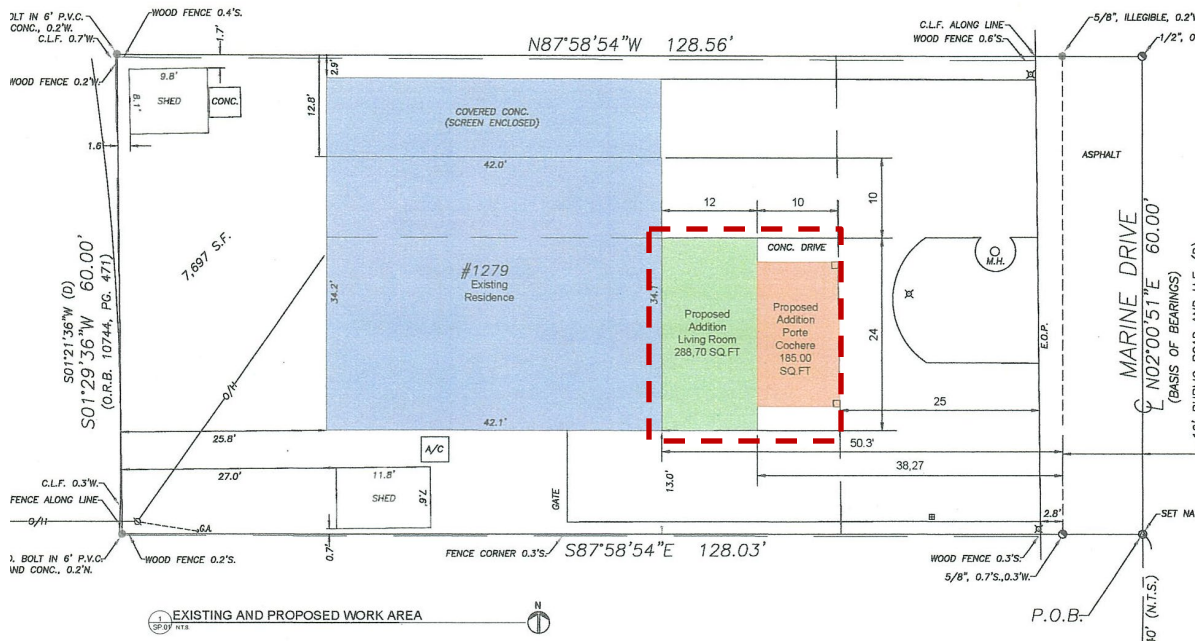 OLT IN 6' P.V.C.
CONC., 0.2'W.
C.L.F. 0.7'W.
WOOD FENCE 0.4'S.
1.7'
N87°58'54"W 128.56'
C.L.F. ALONG LINE
WOOD FENCE 0.6'S.
5/8", ILLEGIBLE, 0.2'W
1/2", 0
WOOD FENCE 0.2'W.
9.8'
8.1'
SHED
CONC.
2.9'
12.8'
1.6'
COVERED CONC.
(SCREEN ENCLOSED)
42.0'
ASPHALT
12
10
10
CONC. DRIVE
M.H.
S01°21'36"W (D)
S01°29'36"W 60.00'
(O.R.B. 10744, PG. 471)
7,697 S.F.
O/H
#1279
Existing
Residence
34.2'
34.1'
Proposed
Addition
Living Room
288,70 SQ.FT
Proposed
Addition
Porte
Cochere
185.00
SQ.FT
24
E.O.P.
MARINE DRIVE
N02°00'51"E 60.00'
(BASIS OF BEARINGS)
25
42.1'
50.3'
25.8'
A/C
38,27
27.0'
11.8'
SHED
7.9'
GATE
13.0'
C.L.F. 0.3'W.
FENCE ALONG LINE
O/H
G.A.
2.8'
SET NA
D. BOLT IN 6' P.V.C.
AND CONC., 0.2'N.
WOOD FENCE 0.2'S.
0.7'
FENCE CORNER 0.3'S.
S87°58'54"E 128.03'
WOOD FENCE 0.3'S.
5/8", 0.7'S.,0.3'W.
P.O.B.
40' (N.T.S.)
1
SP.01
EXISTING AND PROPOSED WORK AREA
N.T.S.
N